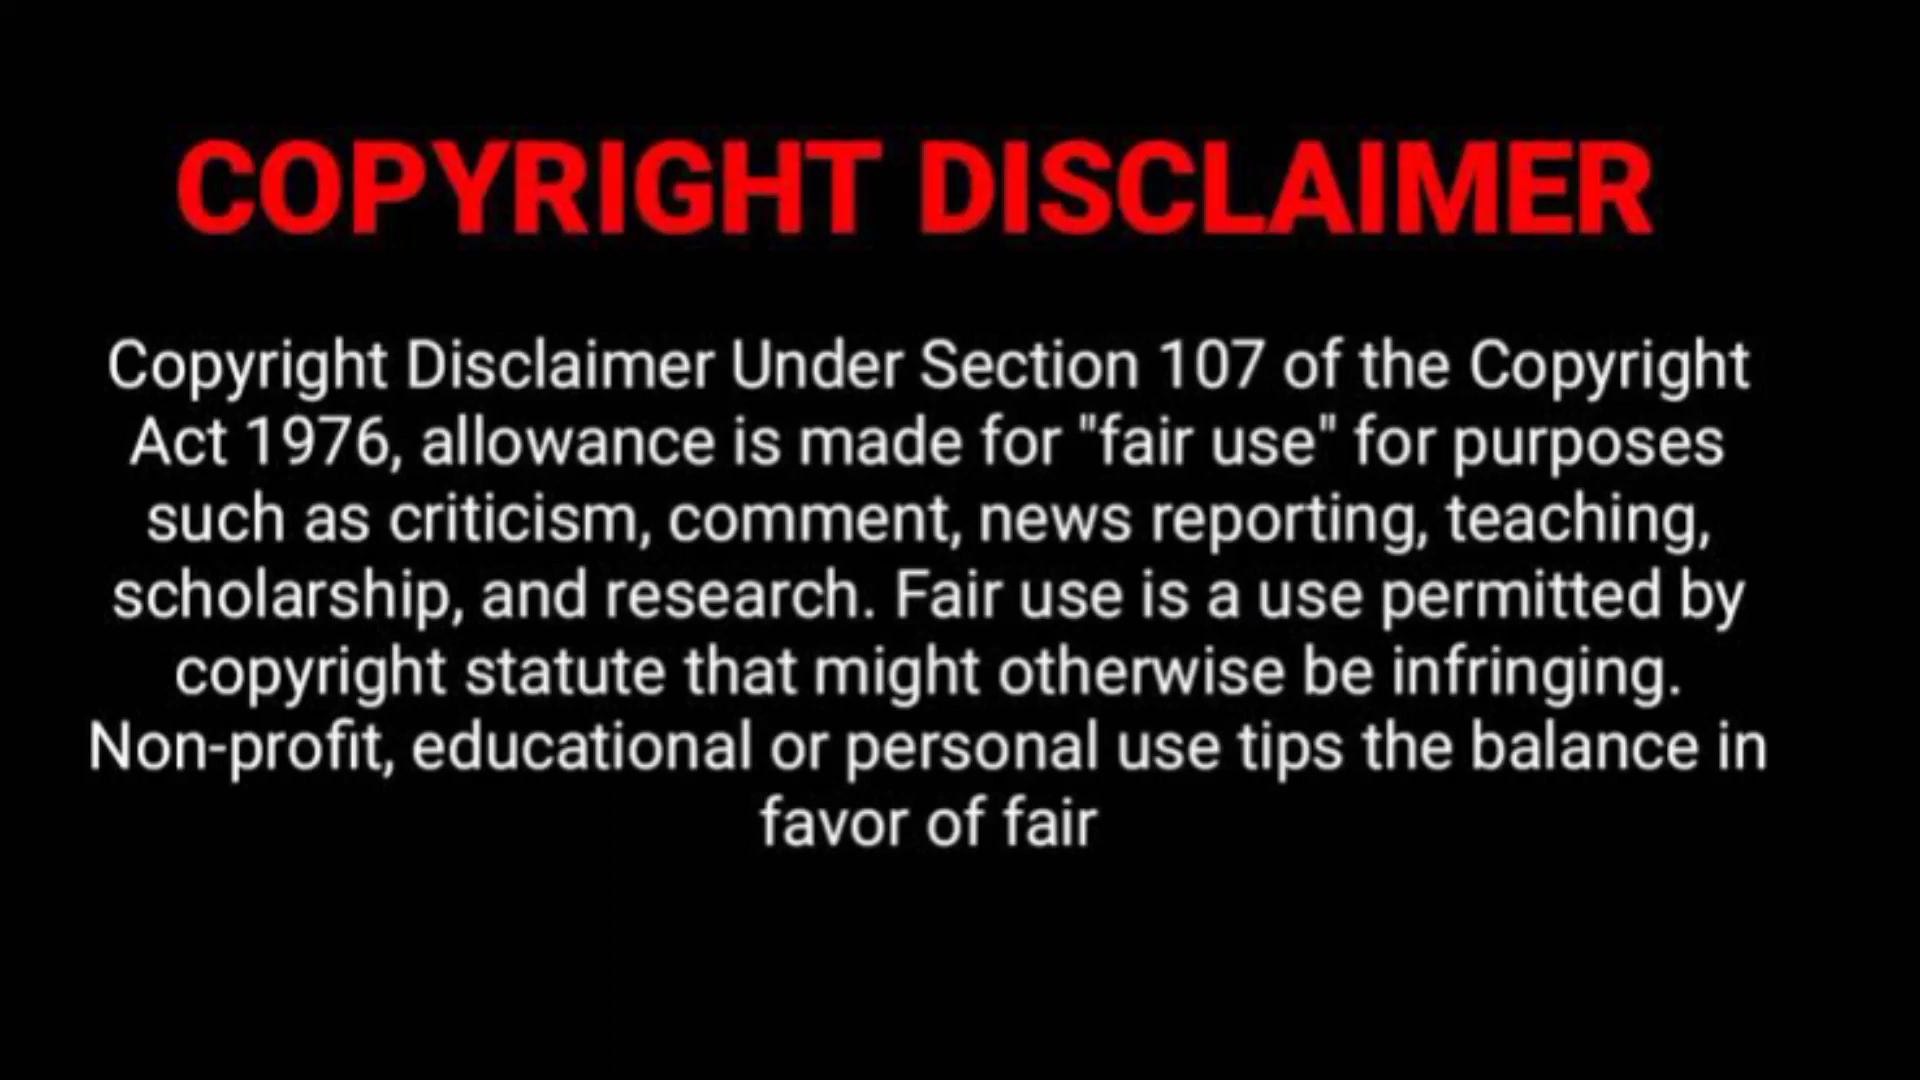 COPYRIGHT DISCLAIMER
Copyright Disclaimer Under Section 107 of the Copyright
Act 1976, allowance is made for "fair use" for purposes
such as criticism, comment, news reporting, teaching,
scholarship, and research. Fair use is a use permitted by
copyright statute that might otherwise be infringing.
Non-profit, educational or personal use tips the balance in
favor of fair